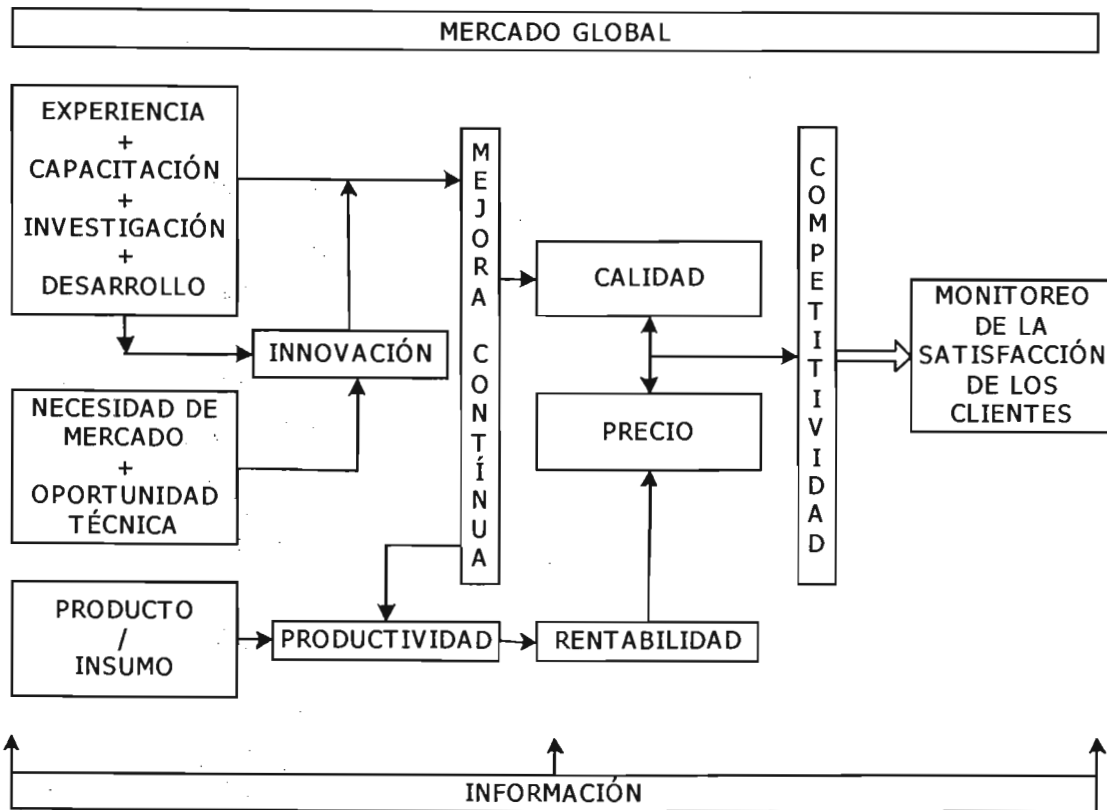 MERCADO GLOBAL
EXPERIENCIA
+
CAPACITACIÓN
+
INVESTIGACIÓN
+
DESARROLLO
INNOVACIÓN
NECESIDAD DE
MERCADO
+
OPORTUNIDAD
TÉCNICA
PRODUCTO
/
INSUMO
MEJORA CONTÍNUA
PRODUCTIVIDAD
CALIDAD
PRECIO
RENTABILIDAD
COMPETITIVIDAD
MONITOREO
DE LA
SATISFACCIÓN
DE LOS
CLIENTES
INFORMACIÓN